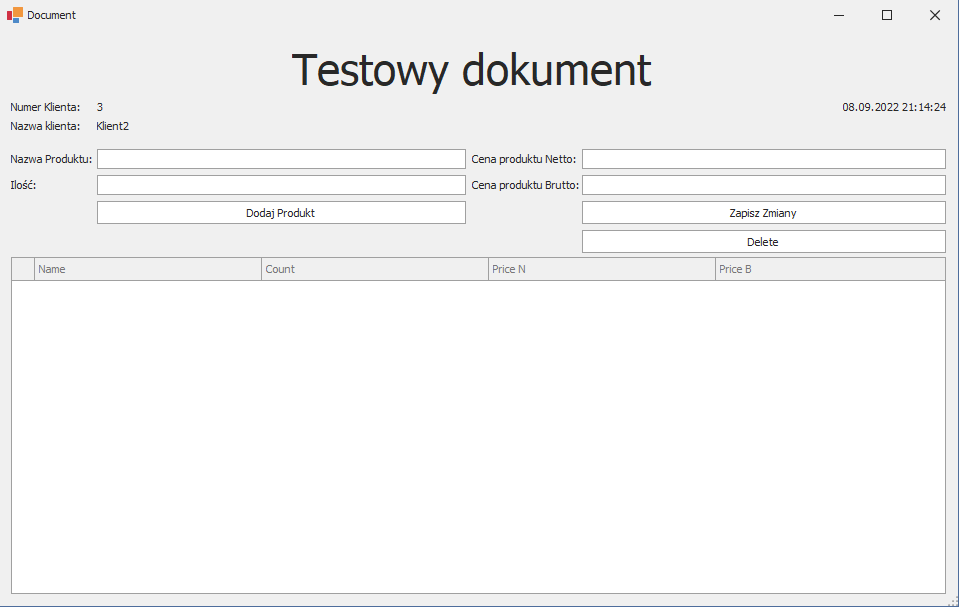 Document
Testowy dokument
Numer Klienta: 3 08.09.2022 21:14:24
Nazwa klienta: Klient2
Nazwa Produktu: Cena produktu Netto:
Ilość: Cena produktu Brutto:
Dodaj Produkt Zapisz Zmiany
Delete
Name Count Price N Price B